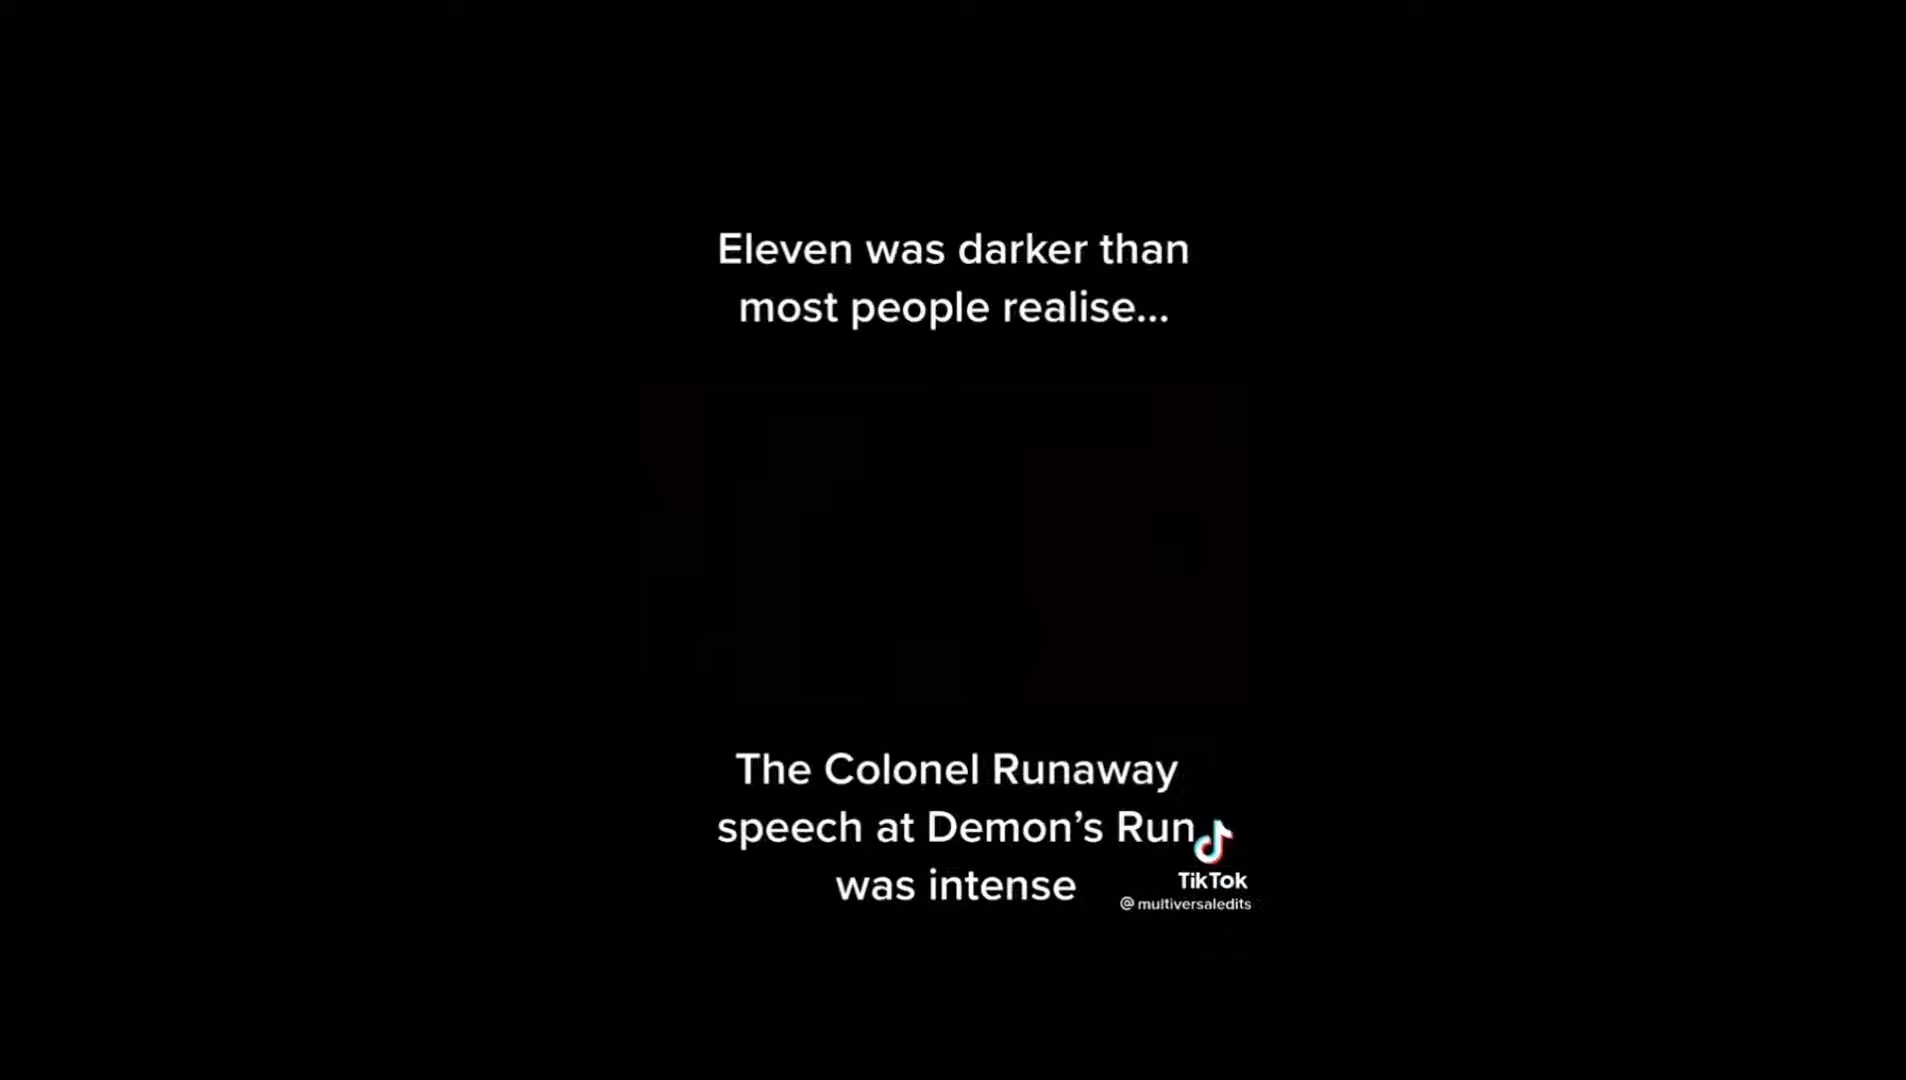 Eleven was darker than
most people realise...
The Colonel Runaway
speech at Demon’s Run
was intense
TikTok
@multiversaledits